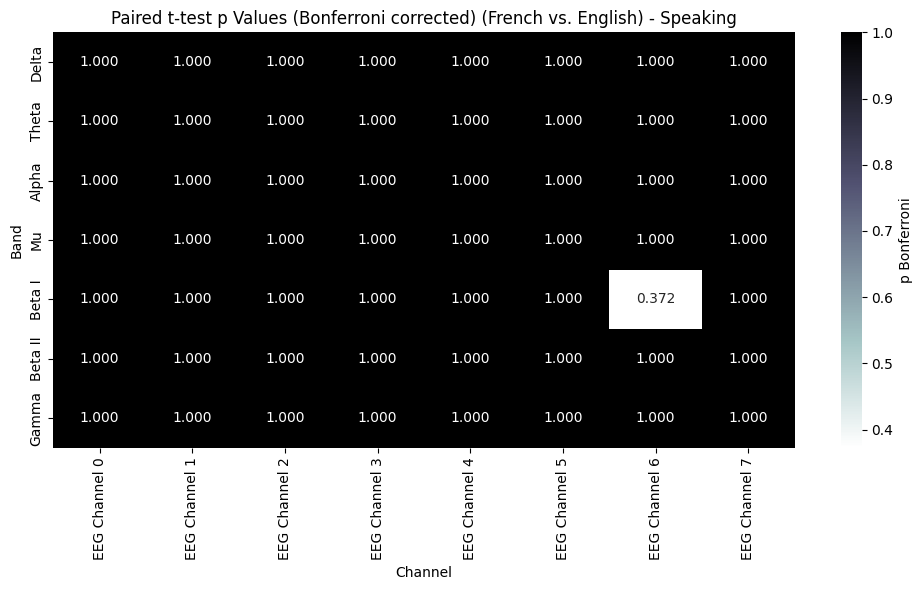 Paired t-test p Values (Bonferroni corrected) (French vs. English) - Speaking
Band
Delta 1.000 1.000 1.000 1.000 1.000 1.000 1.000 1.000
Theta 1.000 1.000 1.000 1.000 1.000 1.000 1.000 1.000
Alpha 1.000 1.000 1.000 1.000 1.000 1.000 1.000 1.000
Mu 1.000 1.000 1.000 1.000 1.000 1.000 1.000 1.000
Beta I 1.000 1.000 1.000 1.000 1.000 1.000 0.372 1.000
Beta II 1.000 1.000 1.000 1.000 1.000 1.000 1.000 1.000
Gamma 1.000 1.000 1.000 1.000 1.000 1.000 1.000 1.000
EEG Channel 0
EEG Channel 1
EEG Channel 2
EEG Channel 3
EEG Channel 4
EEG Channel 5
EEG Channel 6
EEG Channel 7
Channel
1.0
0.9
0.8
0.7
0.6
0.5
0.4
p Bonferroni